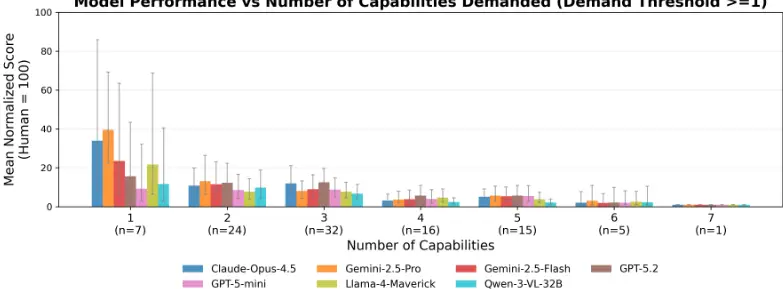 Model Performance vs Number of Capabilities Demanded (Demand Threshold >=1)
Mean Normalized Score
(Human = 100)
100
80
60
40
20
0
1 2 3 4 5 6 7
(n=7) (n=24) (n=32) (n=16) (n=15) (n=5) (n=1)
Number of Capabilities
Claude-Opus-4.5 Gemini-2.5-Pro Gemini-2.5-Flash GPT-5.2
GPT-5-mini Llama-4-Maverick Qwen-3-VL-32B